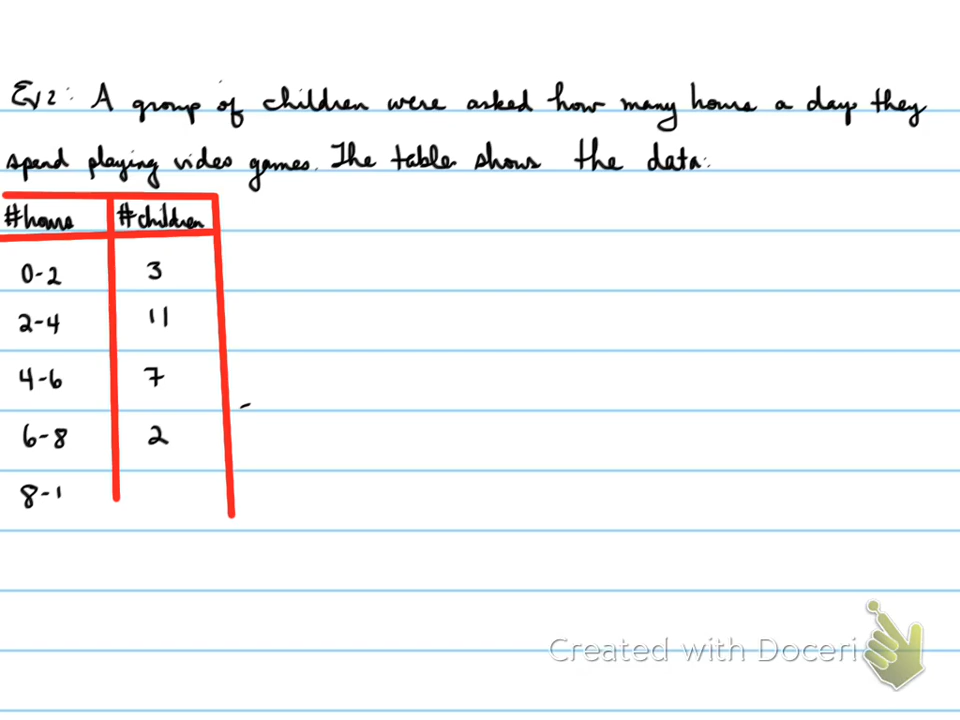 Ex 2: A group of children were asked how many hours a day they
spend playing video games. The table shows the data:
#hours #children
0-2 3
2-4 11
4-6 7
6-8 2
8-1
Created with Doceri